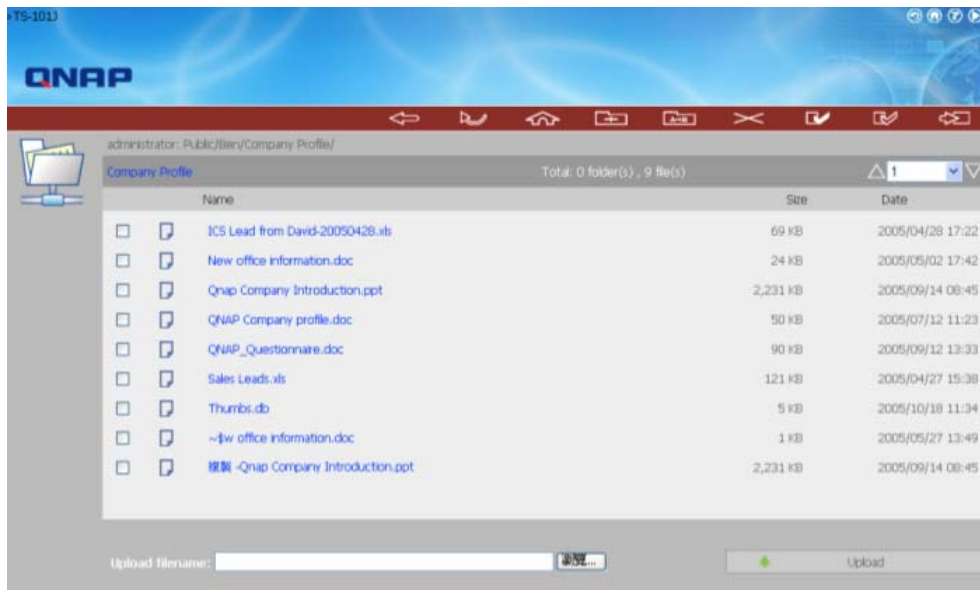 TS-101J
QNAP
administrator: Public/Ben/Company Profile/
Company Profile Total: 0 folder(s) , 9 file(s) 1
Name Size Date
ICS Lead from David-20050428.xls 69 KB 2005/04/28 17:22
New office information.doc 24 KB 2005/05/02 17:42
Qnap Company Introduction.ppt 2,231 KB 2005/09/14 08:45
QNAP Company profile.doc 50 KB 2005/07/12 11:23
QNAP_Questionnaire.doc 90 KB 2005/09/12 13:33
Sales Leads.xls 121 KB 2005/04/27 15:38
Thumbs.db 5 KB 2005/10/18 11:34
~$w office information.doc 1 KB 2005/05/27 13:49
複製 -Qnap Company Introduction.ppt 2,231 KB 2005/09/14 08:45
Upload filename: 瀏覽... Upload